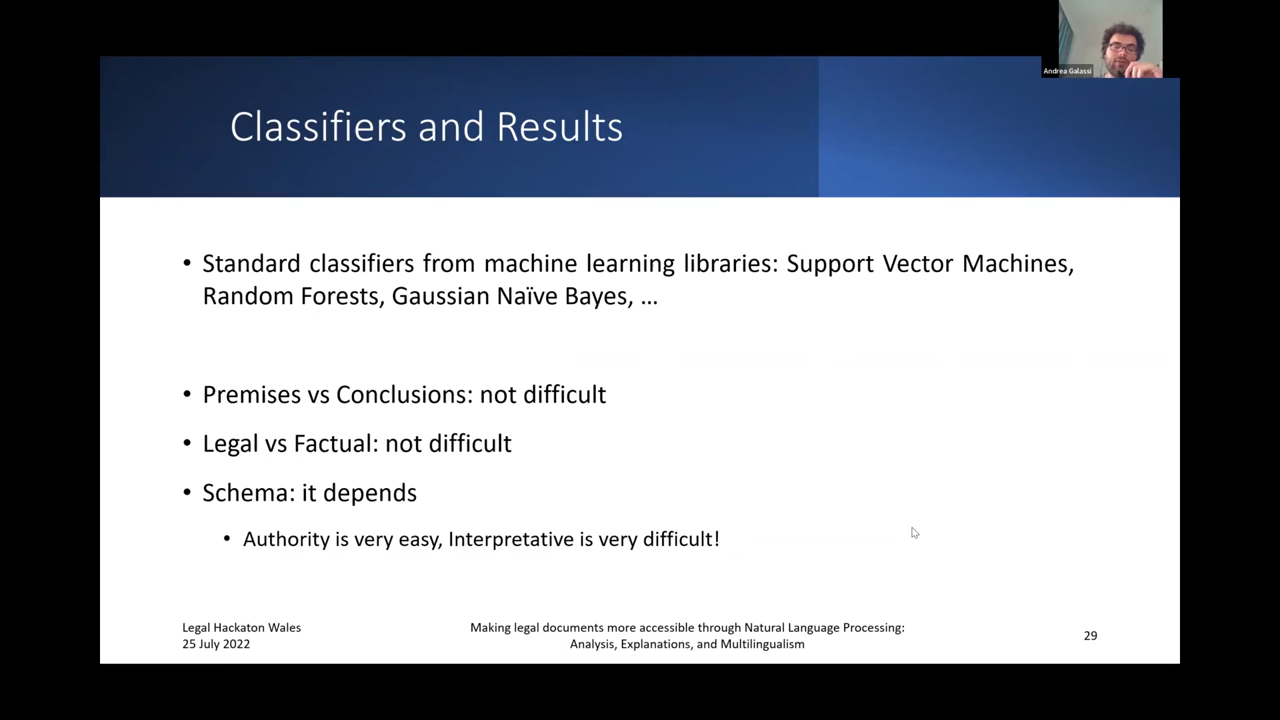 Andrea Galassi
Classifiers and Results
• Standard classifiers from machine learning libraries: Support Vector Machines,
Random Forests, Gaussian Naïve Bayes, …
• Premises vs Conclusions: not difficult
• Legal vs Factual: not difficult
• Schema: it depends
• Authority is very easy, Interpretative is very difficult!
Legal Hackaton Wales
25 July 2022
Making legal documents more accessible through Natural Language Processing:
Analysis, Explanations, and Multilingualism
29